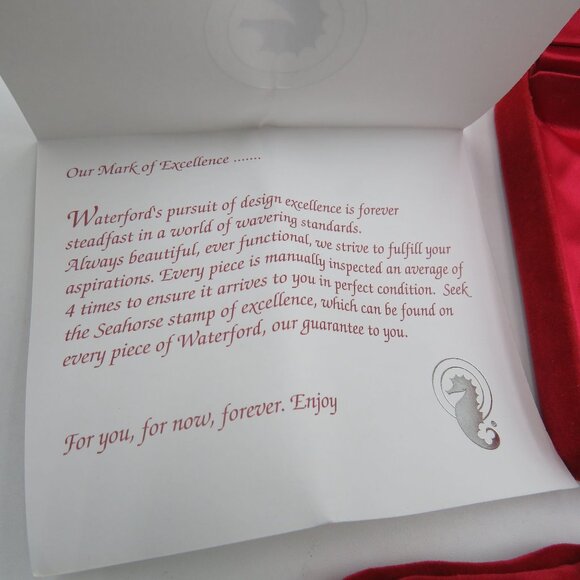 Our Mark of Excellence .......
Waterford's pursuit of design excellence is forever
steadfast in a world of wavering standards.
Always beautiful, ever functional, we strive to fulfill your
aspirations. Every piece is manually inspected an average of
4 times to ensure it arrives to you in perfect condition. Seek
the Seahorse stamp of excellence, which can be found on
every piece of Waterford, our guarantee to you.
For you, for now, forever. Enjoy
®